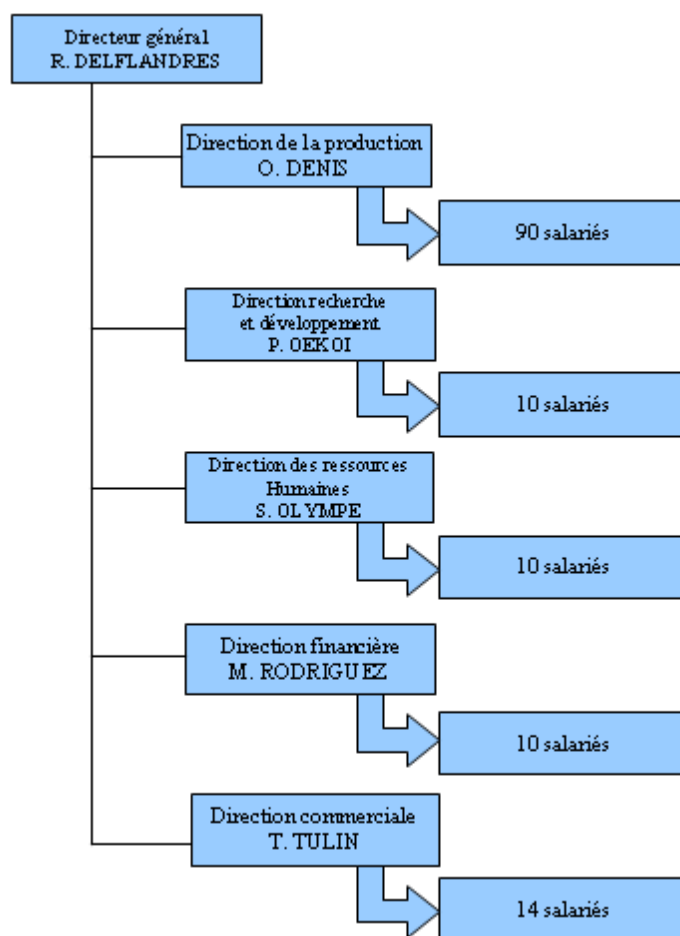 Directeur général
R. DELFLANDRES
Direction de la production
O. DENIS
90 salariés
Direction recherche
et développement
P. OEKOI
10 salariés
Direction des ressources
Humaines
S. OLYMPE
10 salariés
Direction financière
M. RODRIGUEZ
10 salariés
Direction commerciale
T. TULIN
14 salariés